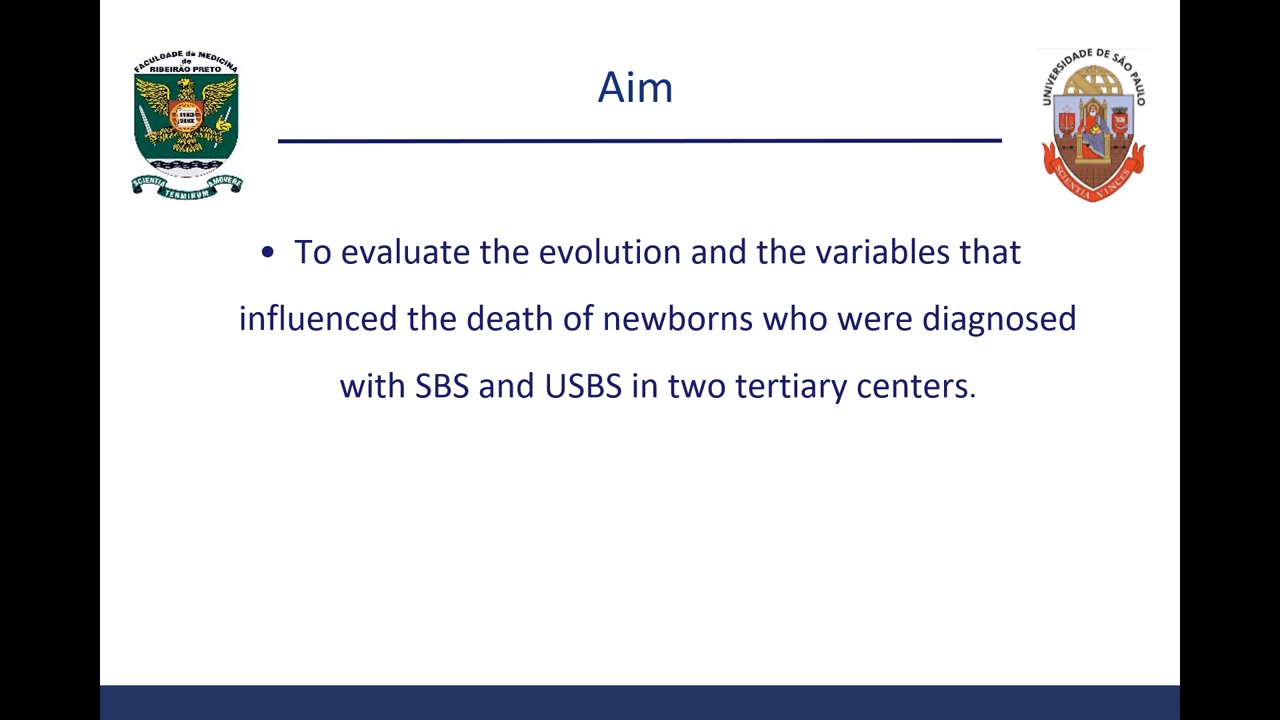 FACULDADE de MEDICINA
de
RIBEIRÃO PRETO
SCIENTIA TERMINUM AMOVERE
Aim
UNIVERSIDADE DE SÃO PAULO
SCIENTIA VINCES
• To evaluate the evolution and the variables that
influenced the death of newborns who were diagnosed
with SBS and USBS in two tertiary centers.